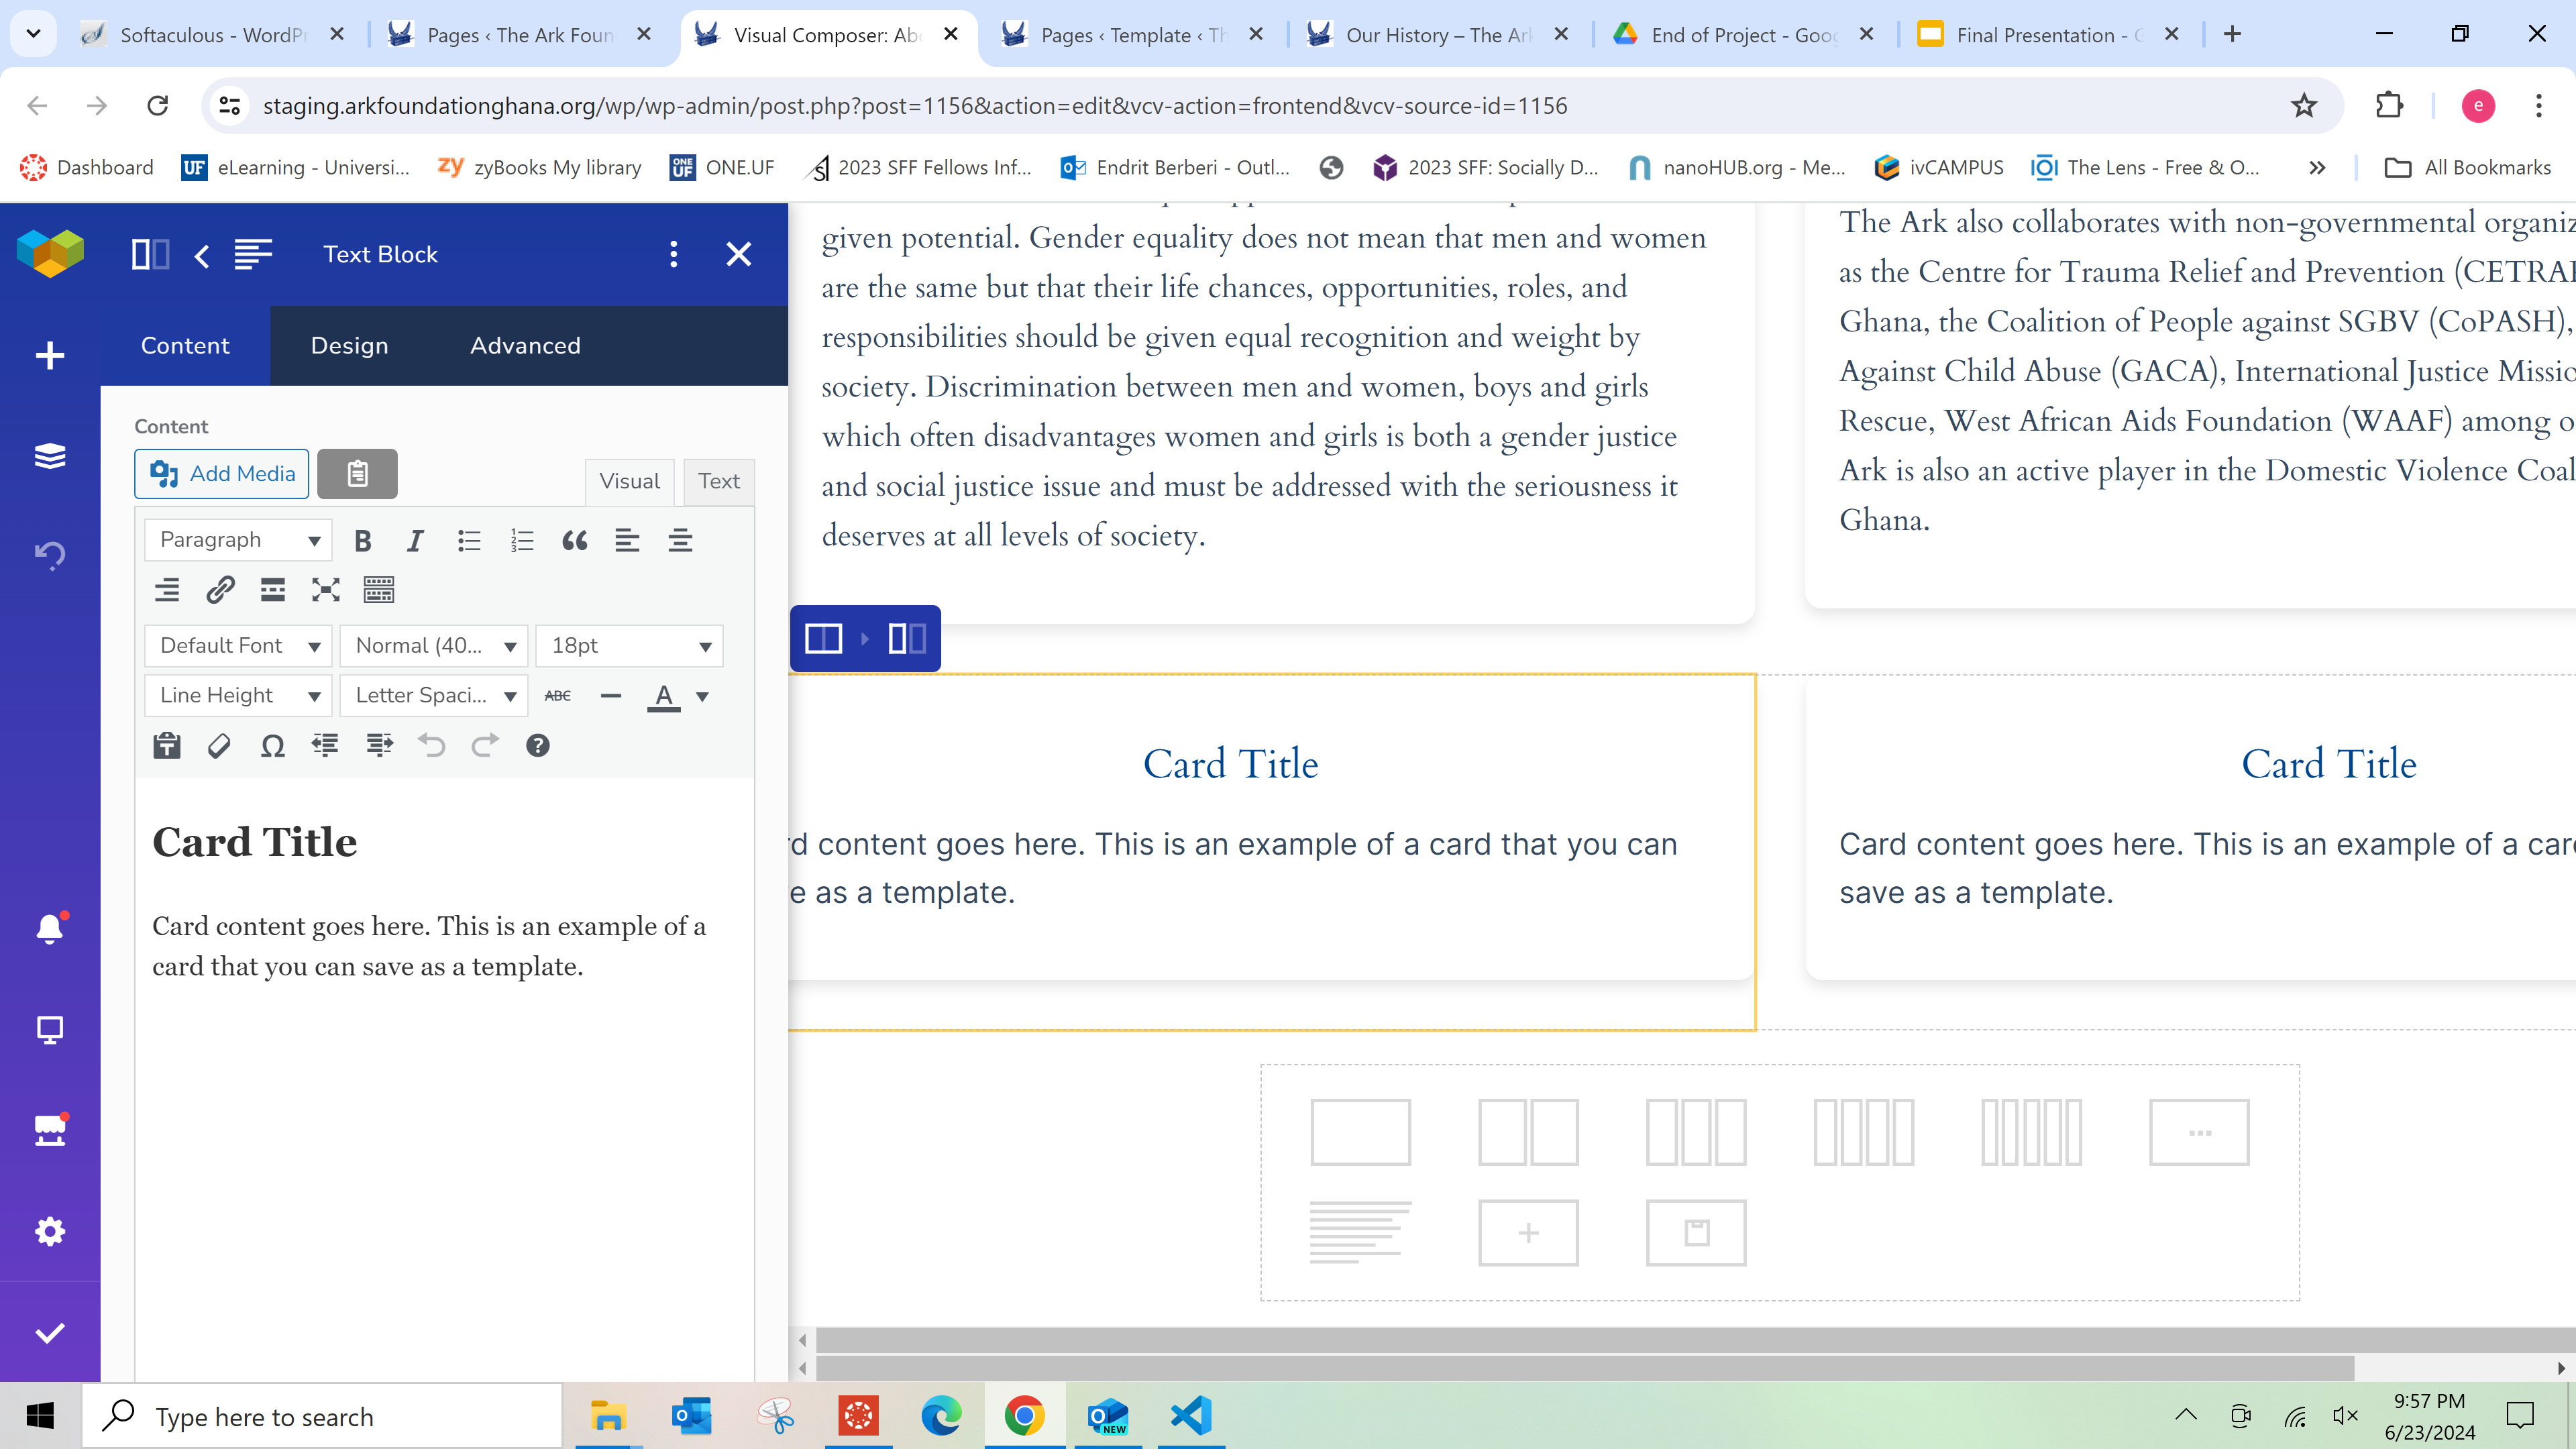 Softaculous - WordPr
Pages ‹ The Ark Foun
Visual Composer: Abo
Pages ‹ Template ‹ Th
Our History – The Ark
End of Project - Goog
Final Presentation - G
staging.arkfoundationghana.org/wp/wp-admin/post.php?post=1156&action=edit&vcv-action=frontend&vcv-source-id=1156
e
Dashboard
UF eLearning - Universi...
zy zyBooks My library
ONE UF ONE.UF
2023 SFF Fellows Inf...
Endrit Berberi - Outl...
2023 SFF: Socially D...
nanoHUB.org - Me...
ivCAMPUS
The Lens - Free & O...
All Bookmarks
Text Block
Content Design Advanced
Content
Add Media
Visual Text
Paragraph
Default Font Normal (40... 18pt
Line Height Letter Spaci... ABC A
Card Title
Card content goes here. This is an example of a
card that you can save as a template.
given potential. Gender equality does not mean that men and women
are the same but that their life chances, opportunities, roles, and
responsibilities should be given equal recognition and weight by
society. Discrimination between men and women, boys and girls
which often disadvantages women and girls is both a gender justice
and social justice issue and must be addressed with the seriousness it
deserves at all levels of society.
The Ark also collaborates with non-governmental organiz
as the Centre for Trauma Relief and Prevention (CETRA
Ghana, the Coalition of People against SGBV (CoPASH),
Against Child Abuse (GACA), International Justice Missio
Rescue, West African Aids Foundation (WAAF) among o
Ark is also an active player in the Domestic Violence Coal
Ghana.
Card Title
rd content goes here. This is an example of a card that you can
e as a template.
Card Title
Card content goes here. This is an example of a car
save as a template.
Type here to search
NEW
9:57 PM
6/23/2024